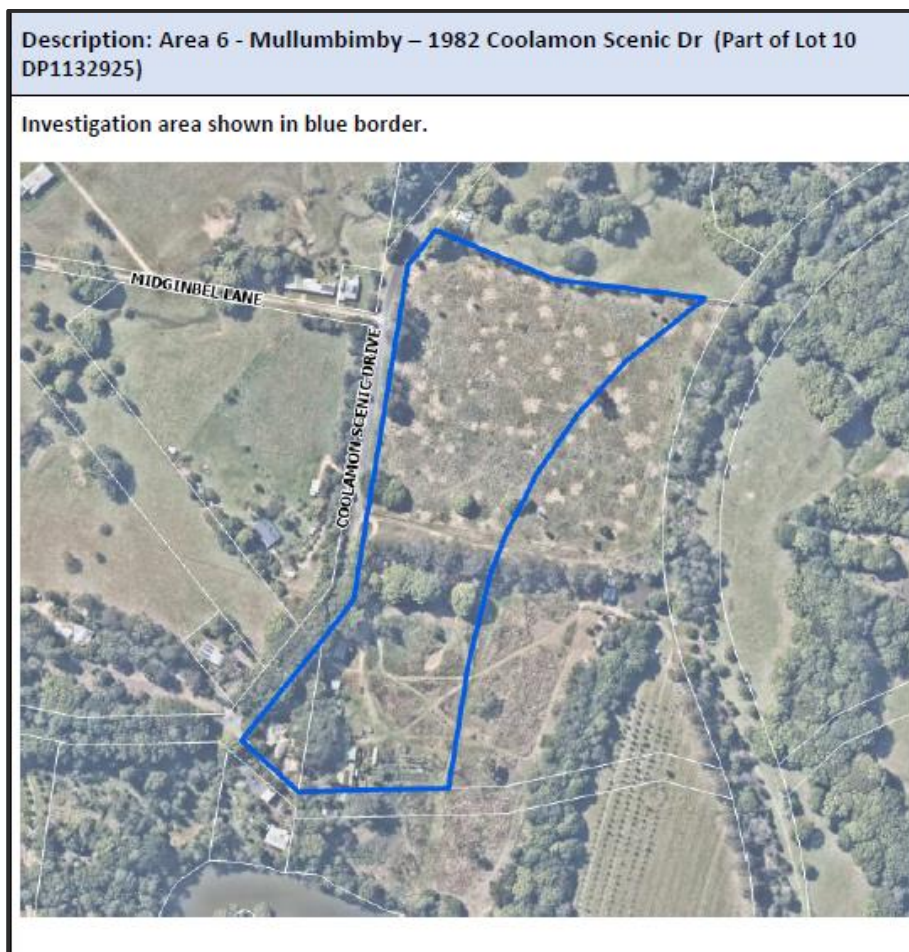 Description: Area 6 - Mullumbimby – 1982 Coolamon Scenic Dr (Part of Lot 10
DP1132925)
Investigation area shown in blue border.
MIDGINBEL LANE
COOLAMON SCENIC DRIVE